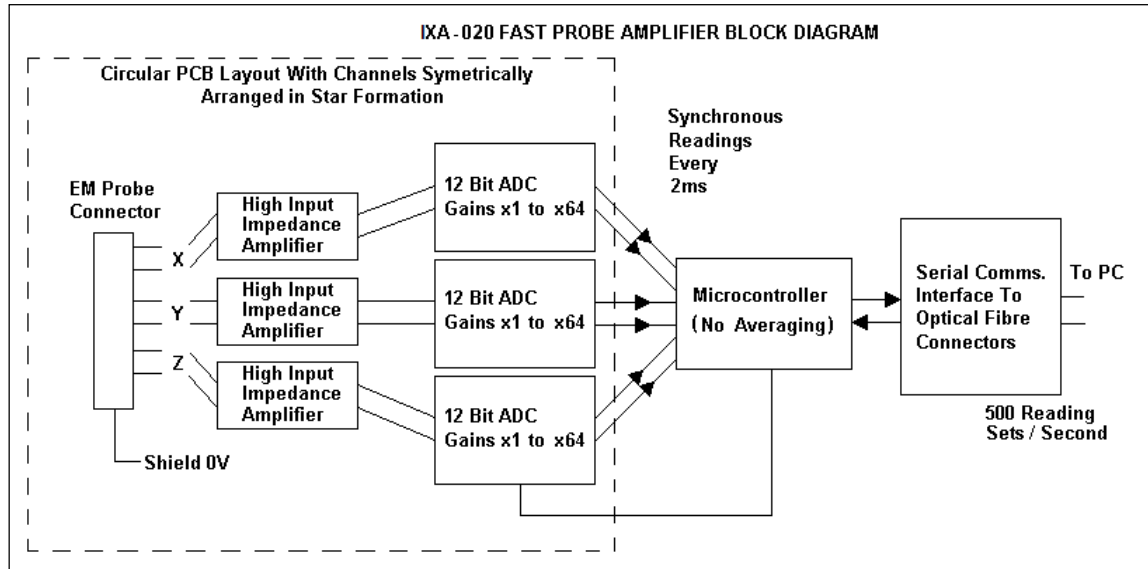 IXA-020 FAST PROBE AMPLIFIER BLOCK DIAGRAM
Circular PCB Layout With Channels Symetrically
Arranged in Star Formation
EM Probe
Connector
X
Y
Z
Shield 0V
High Input
Impedance
Amplifier
High Input
Impedance
Amplifier
High Input
Impedance
Amplifier
12 Bit ADC
Gains x1 to x64
12 Bit ADC
Gains x1 to x64
12 Bit ADC
Gains x1 to x64
Synchronous
Readings
Every
2ms
Microcontroller
(No Averaging)
Serial Comms.
Interface To
Optical Fibre
Connectors
To PC
500 Reading
Sets / Second